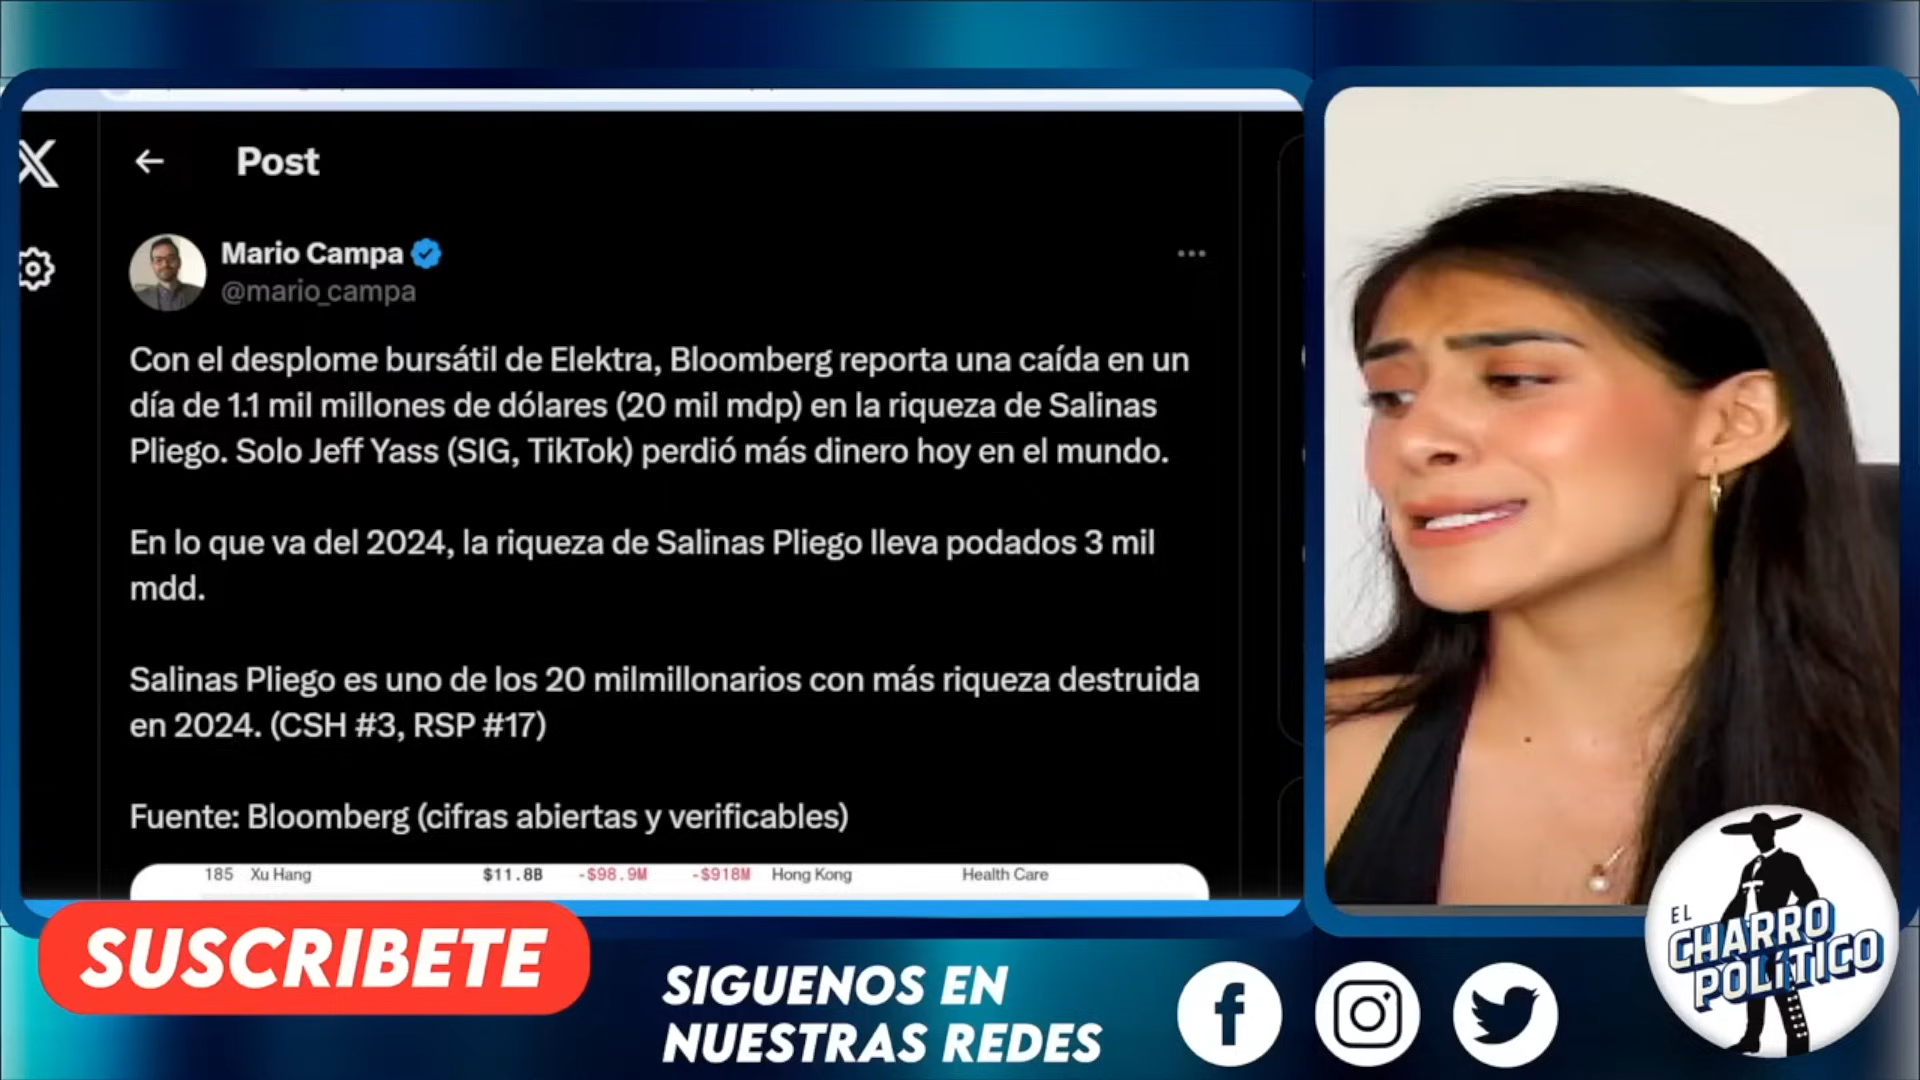 Post
Mario Campa
@mario_campa
Con el desplome bursátil de Elektra, Bloomberg reporta una caída en un
día de 1.1 mil millones de dólares (20 mil mdp) en la riqueza de Salinas
Pliego. Solo Jeff Yass (SIG, TikTok) perdió más dinero hoy en el mundo.
En lo que va del 2024, la riqueza de Salinas Pliego lleva podados 3 mil
mdd.
Salinas Pliego es uno de los 20 milmillonarios con más riqueza destruida
en 2024. (CSH #3, RSP #17)
Fuente: Bloomberg (cifras abiertas y verificables)
185 Xu Hang $11.8B -$98.9M -$918M Hong Kong Health Care
SUSCRIBETE
SIGUENOS EN
NUESTRAS REDES
EL
CHARRO
POLÍTICO